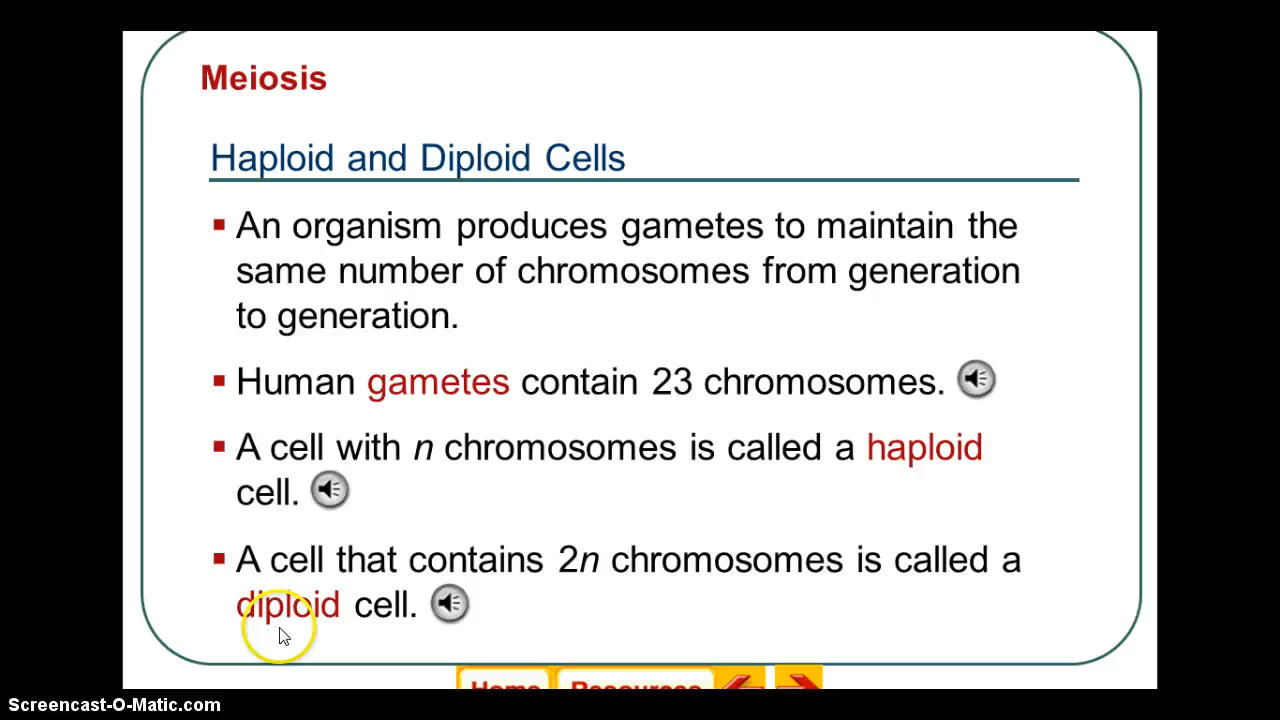 Meiosis
Haploid and Diploid Cells
An organism produces gametes to maintain the
same number of chromosomes from generation
to generation.
Human gametes contain 23 chromosomes.
A cell with n chromosomes is called a haploid
cell.
A cell that contains 2n chromosomes is called a
diploid cell.
Home Resources
Screencast-O-Matic.com